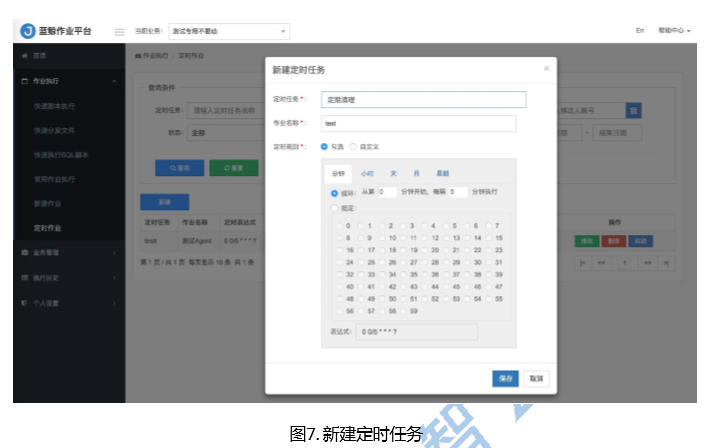 蓝鲸作业平台
当前业务: 测试专用不要动
En 帮助中心
首页
作业执行
快速脚本执行
快速分发文件
快速执行SQL脚本
常用作业执行
新建作业
定时作业
业务管理
执行历史
个人设置
作业执行 / 定时作业
查询条件
定时任务: 请输入定时任务名称
状态: 全部
查询 重置
新建
定时任务 作业名称 定时表达式 操作
test 测试Agent 0 0/5 * * * ? 修改 删除 启动
第 1 页 / 共 1 页 每页显示 10 条 共 1 条
结束日期
新建定时任务 ×
定时任务 *: 定期清理
作业名称 *: test
定时规则 *: 勾选 自定义
分钟 小时 天 月 星期
循环: 从第 0 分钟开始, 每隔 5 分钟执行
指定:
0 1 2 3 4 5 6 7
8 9 10 11 12 13 14 15
16 17 18 19 20 21 22 23
24 25 26 27 28 29 30 31
32 33 34 35 36 37 38 39
40 41 42 43 44 45 46 47
48 49 50 51 52 53 54 55
56 57 58 59
表达式: 0 0/5 * * * ?
保存 取消
图7. 新建定时任务
智